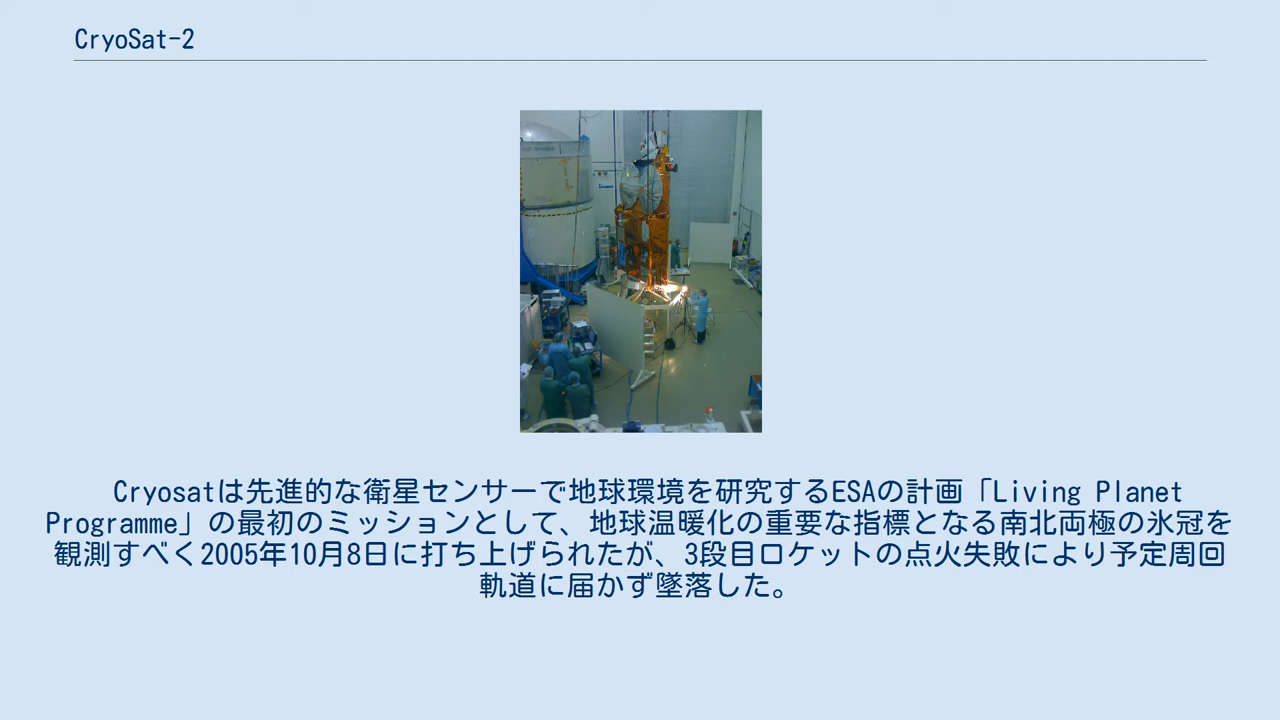 CryoSat-2
Cryosatは先進的な衛星センサーで地球環境を研究するESAの計画「Living Planet
Programme」の最初のミッションとして、地球温暖化の重要な指標となる南北両極の氷冠を
観測すべく2005年10月8日に打ち上げられたが、3段目ロケットの点火失敗により予定周回
軌道に届かず墜落した。